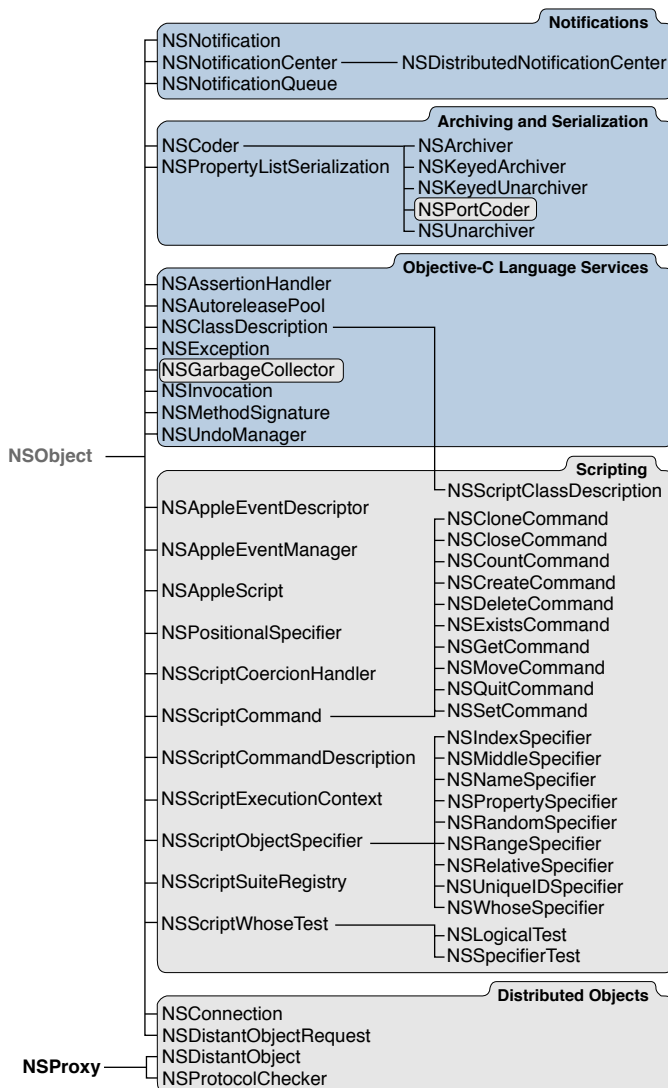 Notifications
NSNotification
NSNotificationCenter NSDistributedNotificationCenter
NSNotificationQueue
Archiving and Serialization
NSCoder NSArchiver
NSPropertyListSerialization NSKeyedArchiver
NSKeyedUnarchiver
NSPortCoder
NSUnarchiver
Objective-C Language Services
NSAssertionHandler
NSAutoreleasePool
NSClassDescription
NSException
NSGarbageCollector
NSInvocation
NSMethodSignature
NSUndoManager
NSObject
Scripting
NSScriptClassDescription
NSAppleEventDescriptor
NSCloneCommand
NSCloseCommand
NSAppleEventManager
NSCountCommand
NSCreateCommand
NSAppleScript
NSDeleteCommand
NSExistsCommand
NSPositionalSpecifier
NSGetCommand
NSMoveCommand
NSScriptCoercionHandler
NSQuitCommand
NSSetCommand
NSScriptCommand
NSIndexSpecifier
NSScriptCommandDescription NSMiddleSpecifier
NSNameSpecifier
NSScriptExecutionContext NSPropertySpecifier
NSRandomSpecifier
NSScriptObjectSpecifier NSRangeSpecifier
NSRelativeSpecifier
NSScriptSuiteRegistry NSUniqueIDSpecifier
NSWhoseSpecifier
NSScriptWhoseTest
NSLogicalTest
NSSpecifierTest
Distributed Objects
NSConnection
NSDistantObjectRequest
NSProxy NSDistantObject
NSProtocolChecker